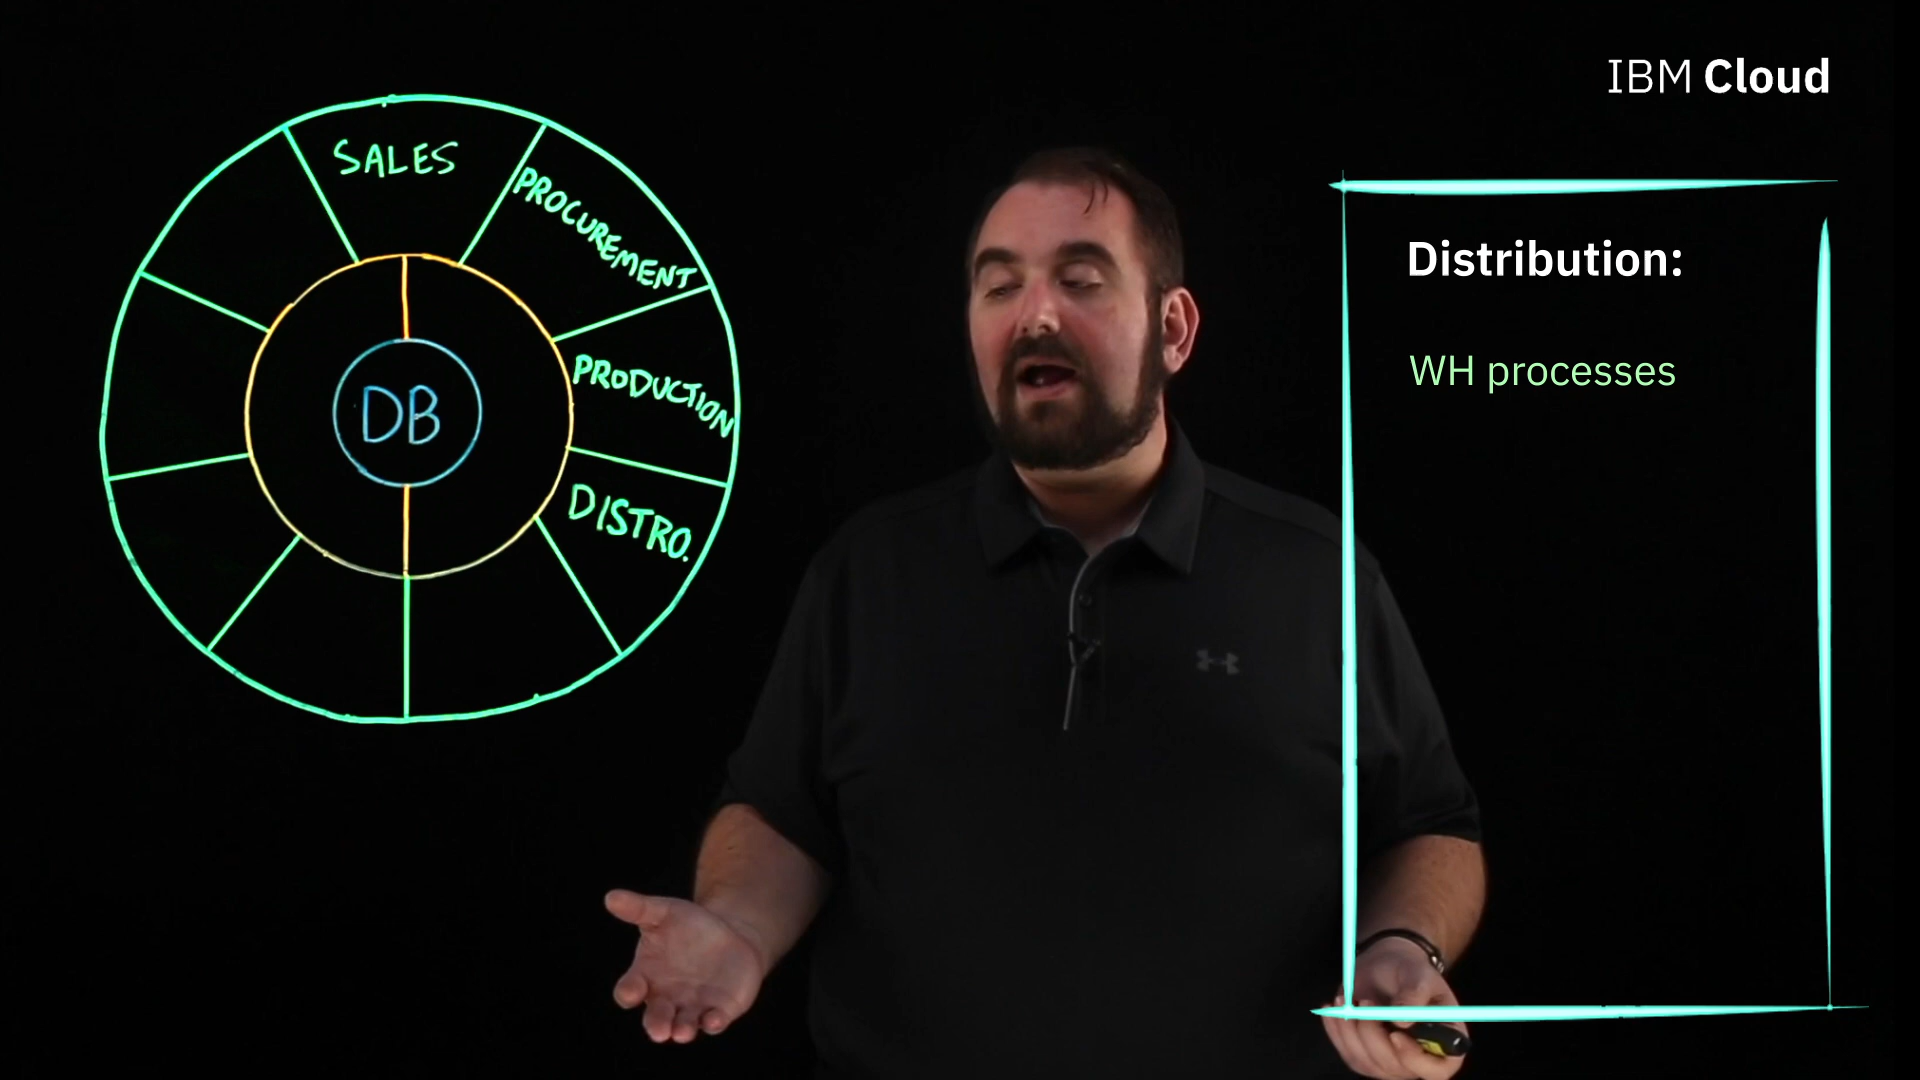 IBM Cloud
SALES
PROCUREMENT
PRODUCTION
DISTRO.
DB
Distribution:
WH processes